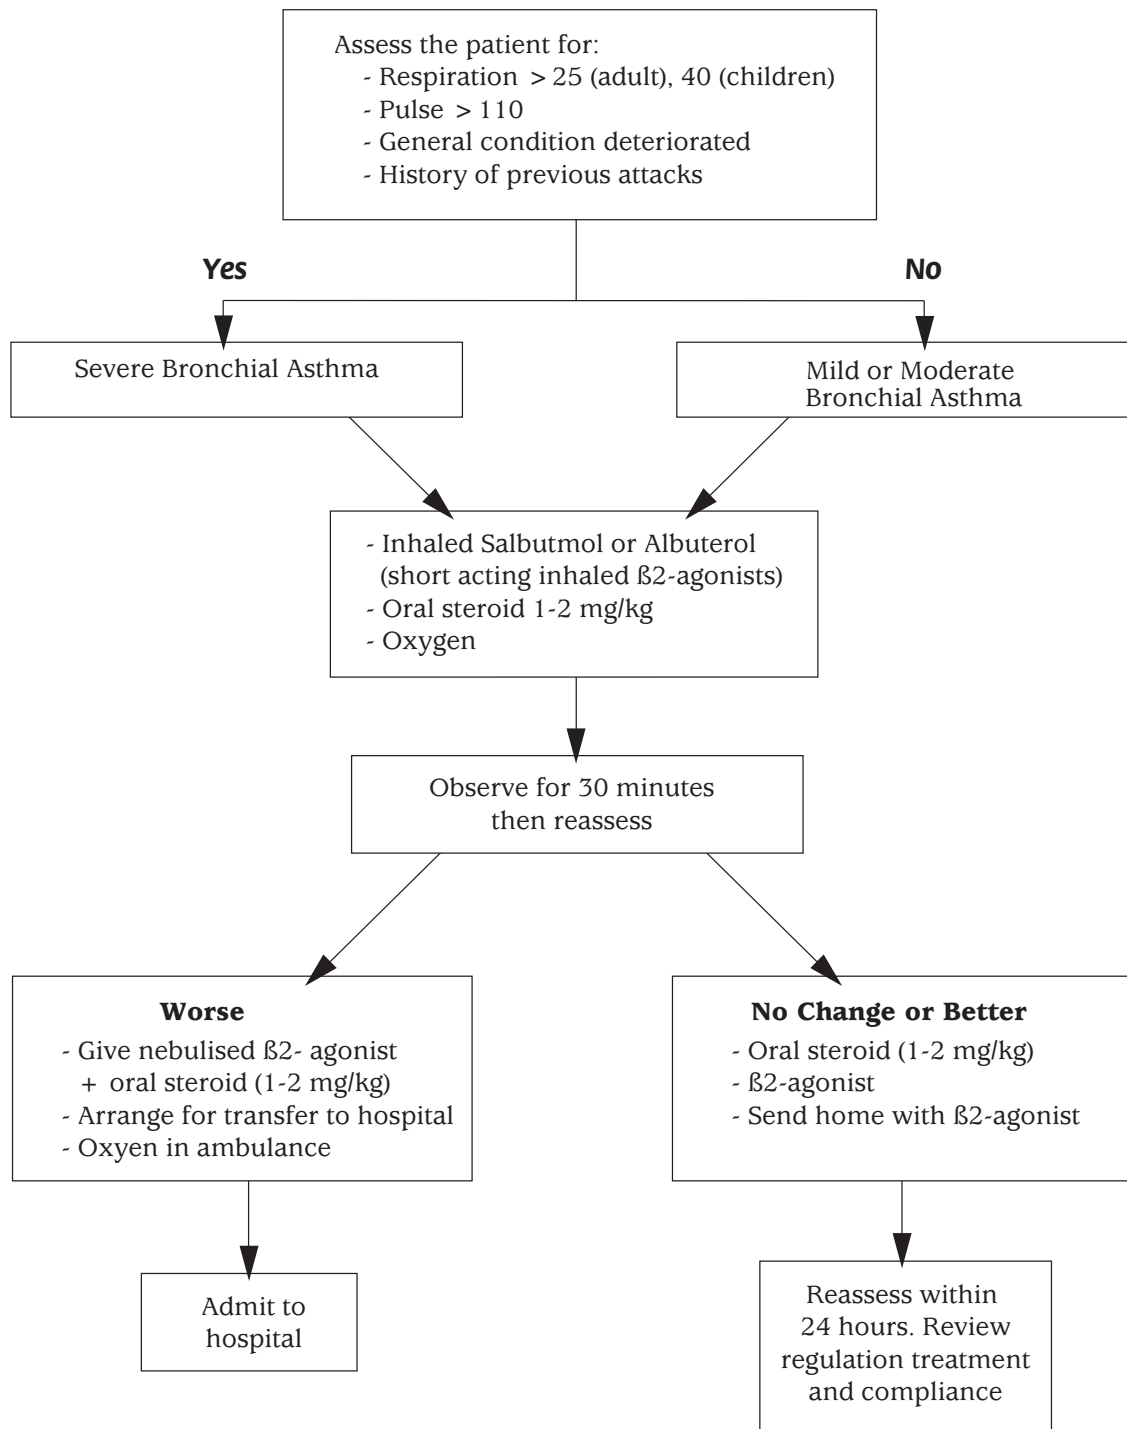 Assess the patient for:
- Respiration > 25 (adult), 40 (children)
- Pulse > 110
- General condition deteriorated
- History of previous attacks
Yes
No
Severe Bronchial Asthma
Mild or Moderate
Bronchial Asthma
- Inhaled Salbutmol or Albuterol
(short acting inhaled ß2-agonists)
- Oral steroid 1-2 mg/kg
- Oxygen
Observe for 30 minutes
then reassess
Worse
- Give nebulised ß2- agonist
+ oral steroid (1-2 mg/kg)
- Arrange for transfer to hospital
- Oxyen in ambulance
No Change or Better
- Oral steroid (1-2 mg/kg)
- ß2-agonist
- Send home with ß2-agonist
Admit to
hospital
Reassess within
24 hours. Review
regulation treatment
and compliance